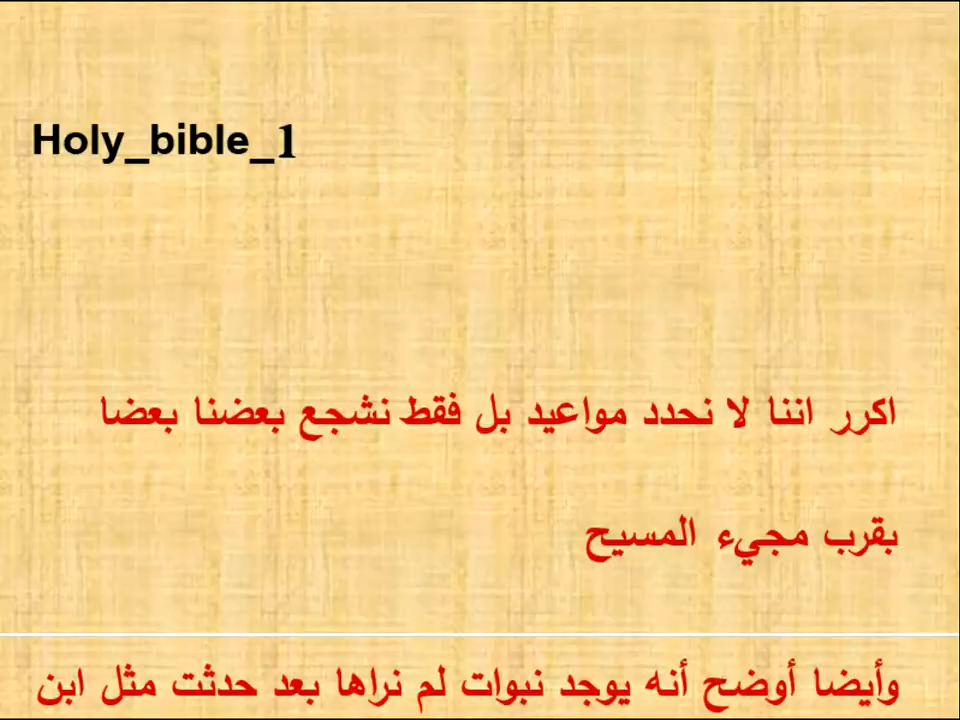 Holy_bible_1
اكرر اننا لا نحدد مواعيد بل فقط نشجع بعضنا بعضا
بقرب مجيء المسيح
وأيضا أوضح أنه يوجد نبوات لم نراها بعد حدثت مثل ابن